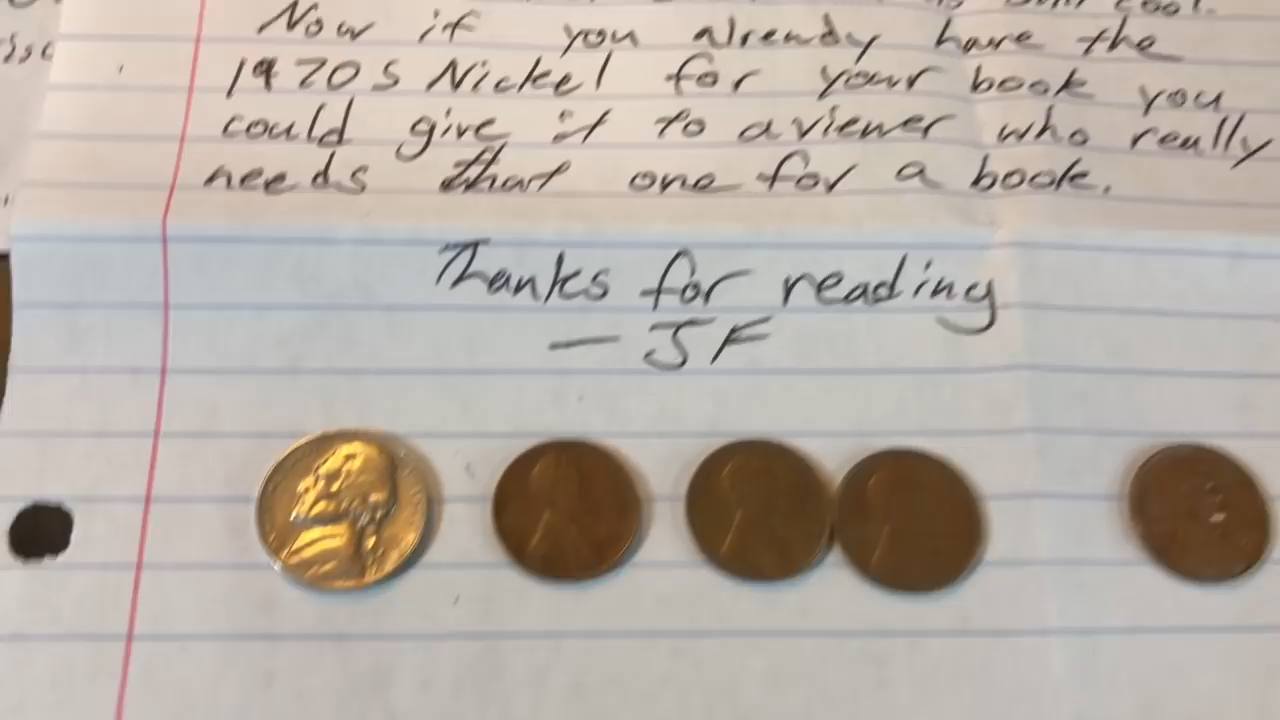 Now if you already have the
1970 S Nickel for your book you
could give it to a viewer who really
needs that one for a book.
Thanks for reading
- JF